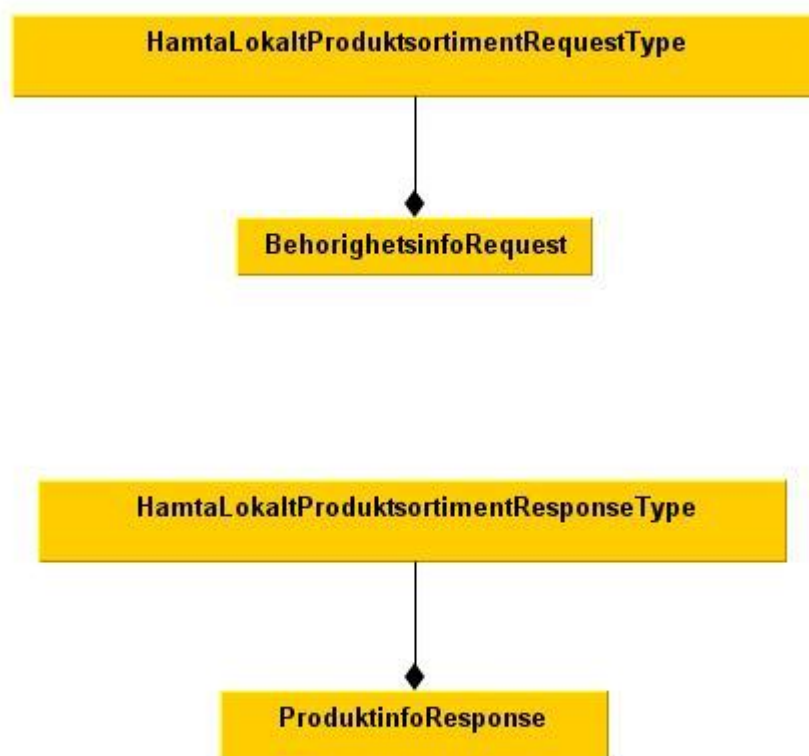 HamtaLokaltProduktsortimentRequestType
BehorighetsinfoRequest
HamtaLokaltProduktsortimentResponseType
ProduktinfoResponse